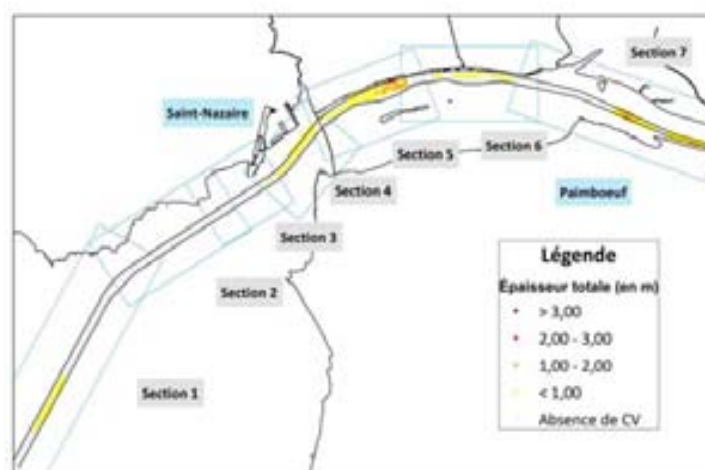 Section 7
Saint-Nazaire
Section 5
Section 6
Section 4
Paimboeuf
Section 3
Section 2
Section 1
Légende
Épaisseur totale (en m)
> 3,00
2,00 - 3,00
1,00 - 2,00
< 1,00
Absence de CV